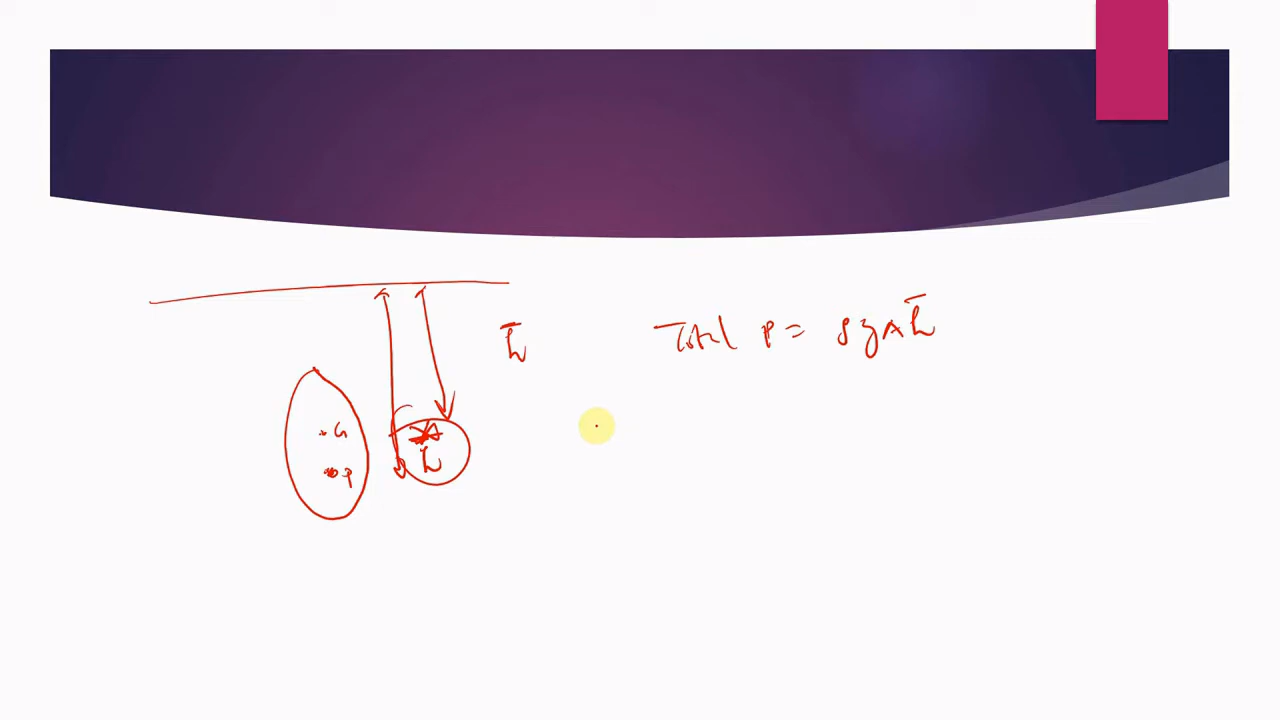 h̄
Total P = ρgAh̄
.G
.P
h̄